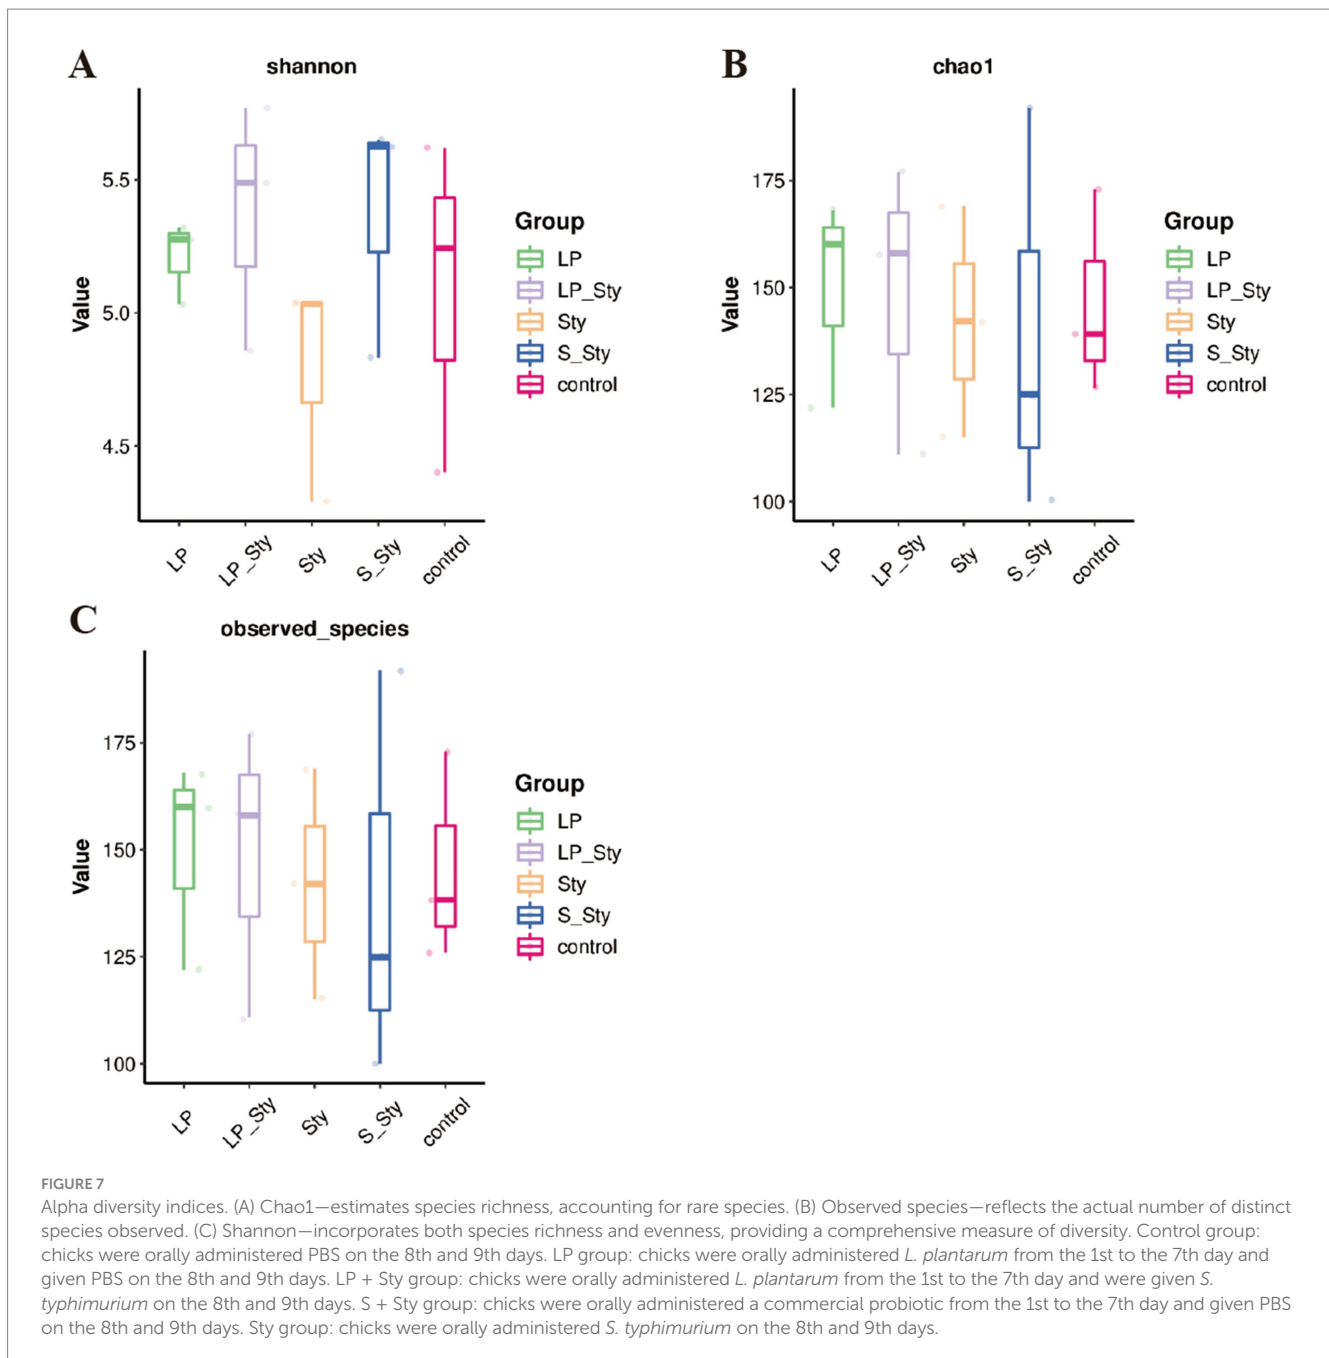 A
shannon
Value
5.5
5.0
4.5
LP
LP_Sty
Sty
S_Sty
control
Group
LP
LP_Sty
Sty
S_Sty
control
B
chao1
Value
175
150
125
100
LP
LP_Sty
Sty
S_Sty
control
Group
LP
LP_Sty
Sty
S_Sty
control
C
observed_species
Value
175
150
125
100
LP
LP_Sty
Sty
S_Sty
control
Group
LP
LP_Sty
Sty
S_Sty
control
FIGURE 7
Alpha diversity indices. (A) Chao1—estimates species richness, accounting for rare species. (B) Observed species—reflects the actual number of distinct
species observed. (C) Shannon—incorporates both species richness and evenness, providing a comprehensive measure of diversity. Control group:
chicks were orally administered PBS on the 8th and 9th days. LP group: chicks were orally administered L. plantarum from the 1st to the 7th day and
given PBS on the 8th and 9th days. LP + Sty group: chicks were orally administered L. plantarum from the 1st to the 7th day and were given S.
typhimurium on the 8th and 9th days. S + Sty group: chicks were orally administered a commercial probiotic from the 1st to the 7th day and given PBS
on the 8th and 9th days. Sty group: chicks were orally administered S. typhimurium on the 8th and 9th days.